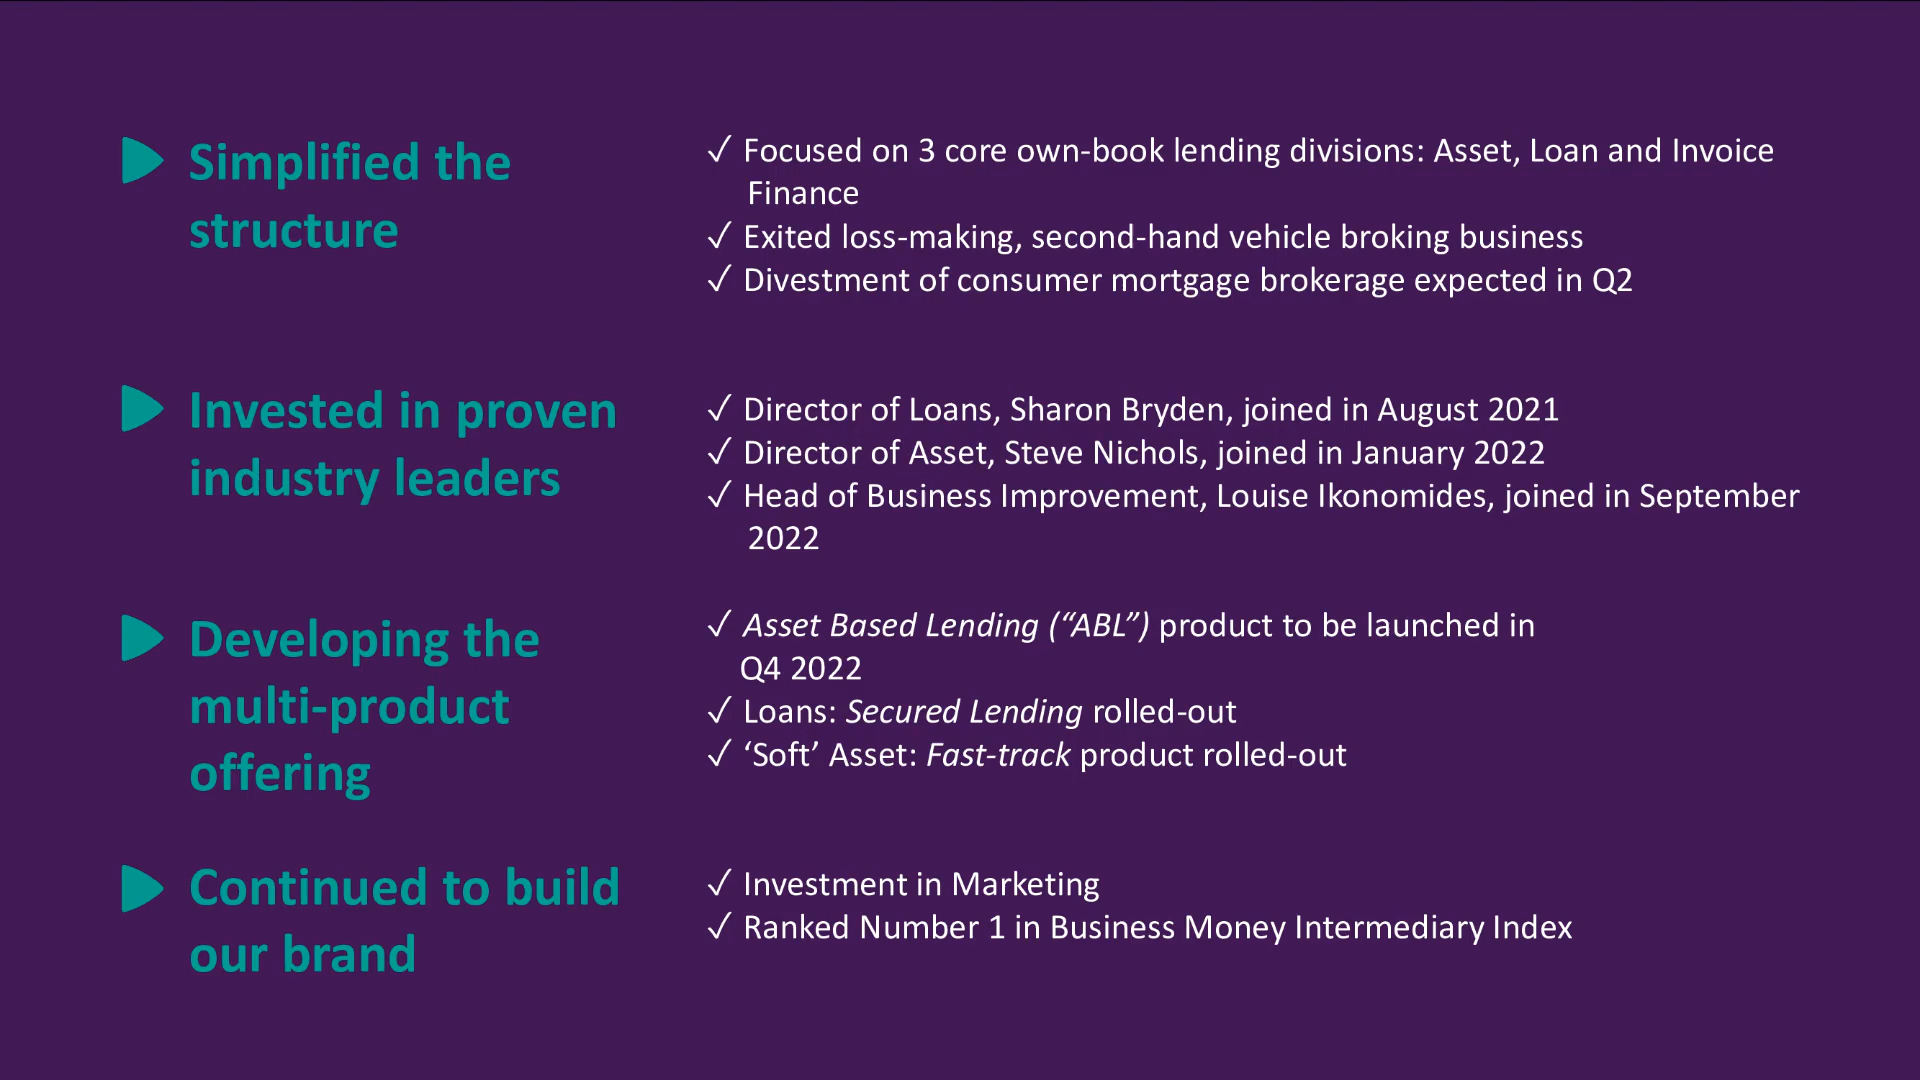 Simplified the
structure
✓ Focused on 3 core own-book lending divisions: Asset, Loan and Invoice
Finance
✓ Exited loss-making, second-hand vehicle broking business
✓ Divestment of consumer mortgage brokerage expected in Q2
Invested in proven
industry leaders
✓ Director of Loans, Sharon Bryden, joined in August 2021
✓ Director of Asset, Steve Nichols, joined in January 2022
✓ Head of Business Improvement, Louise Ikonomides, joined in September
2022
Developing the
multi-product
offering
✓ Asset Based Lending (“ABL”) product to be launched in
Q4 2022
✓ Loans: Secured Lending rolled-out
✓ ‘Soft’ Asset: Fast-track product rolled-out
Continued to build
our brand
✓ Investment in Marketing
✓ Ranked Number 1 in Business Money Intermediary Index